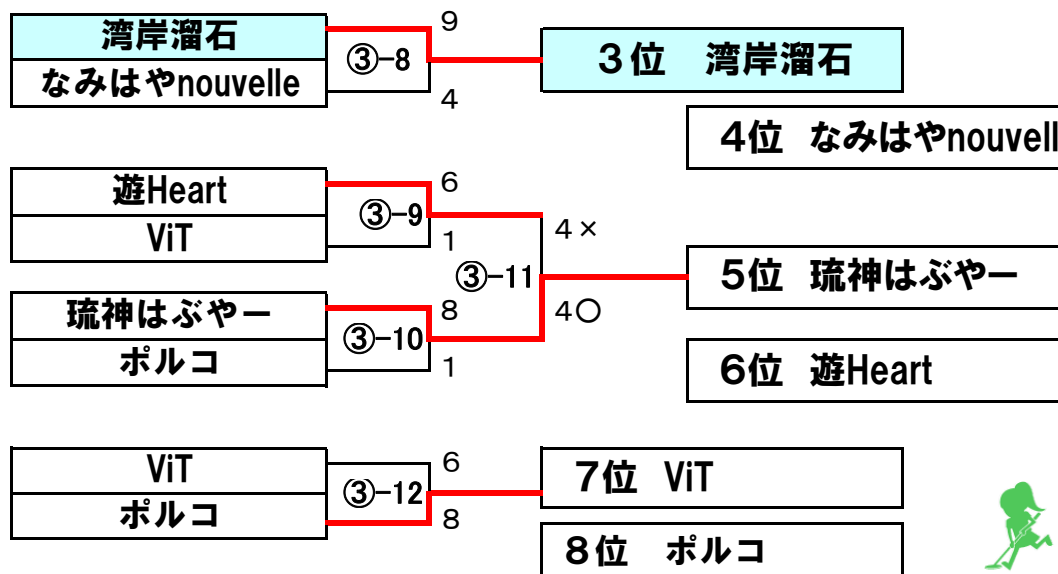 湾岸溜石
なみはやnouvelle
③-8
9
4
3位 湾岸溜石
4位 なみはやnouvell
遊Heart
ViT
③-9
6
1
琉神はぶやー
ポルコ
③-10
8
1
③-11
4×
4〇
5位 琉神はぶやー
6位 遊Heart
ViT
ポルコ
③-12
6
8
7位 ViT
8位 ポルコ